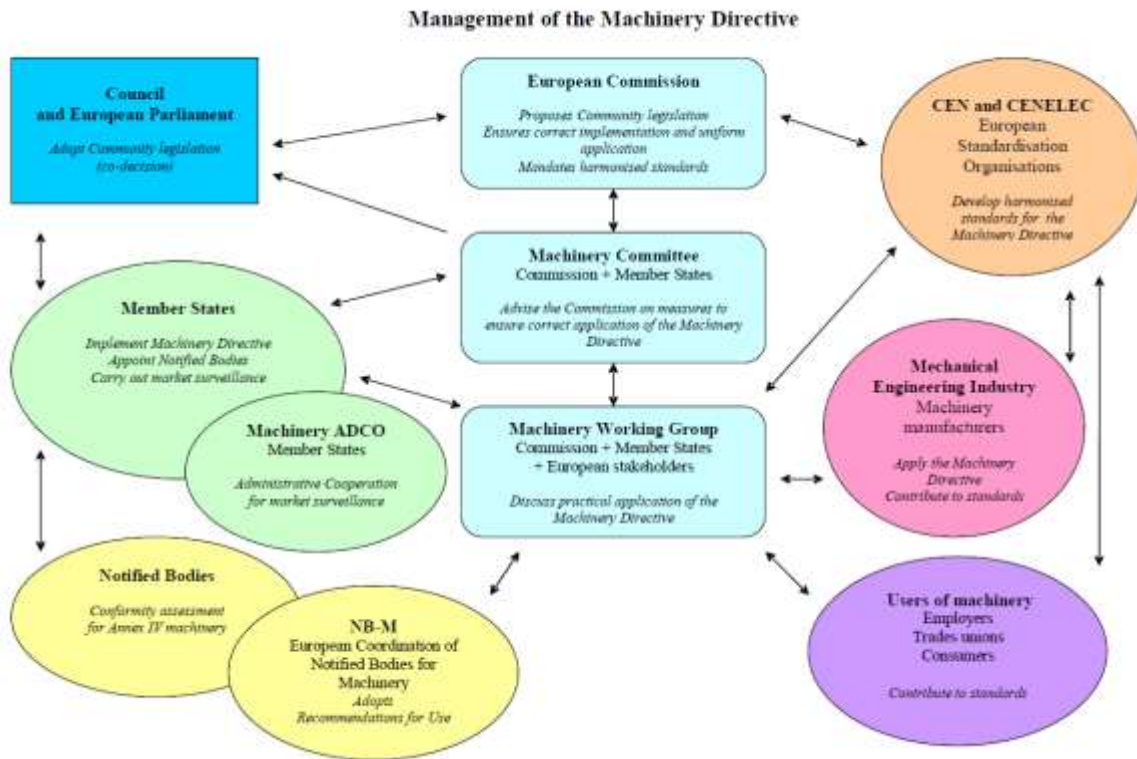 Management of the Machinery Directive
Council
and European Parliament
Adopt Community legislation
(co-decision)
European Commission
Proposes Community legislation
Ensures correct implementation and uniform
application
Mandates harmonised standards
CEN and CENELEC
European
Standardisation
Organisations
Develop harmonised
standards for the
Machinery Directive
Machinery Committee
Commission + Member States
Advise the Commission on measures to
ensure correct application of the Machinery
Directive
Member States
Implement Machinery Directive
Appoint Notified Bodies
Carry out market surveillance
Machinery ADCO
Member States
Administrative Cooperation
for market surveillance
Machinery Working Group
Commission + Member States
+ European stakeholders
Discuss practical application of the
Machinery Directive
Mechanical
Engineering Industry
Machinery
manufacturers
Apply the Machinery
Directive
Contribute to standards
Notified Bodies
Conformity assessment
for Annex IV machinery
NB-M
European Coordination of
Notified Bodies for
Machinery
Adopts
Recommendations for Use
Users of machinery
Employers
Trades unions
Consumers
Contribute to standards